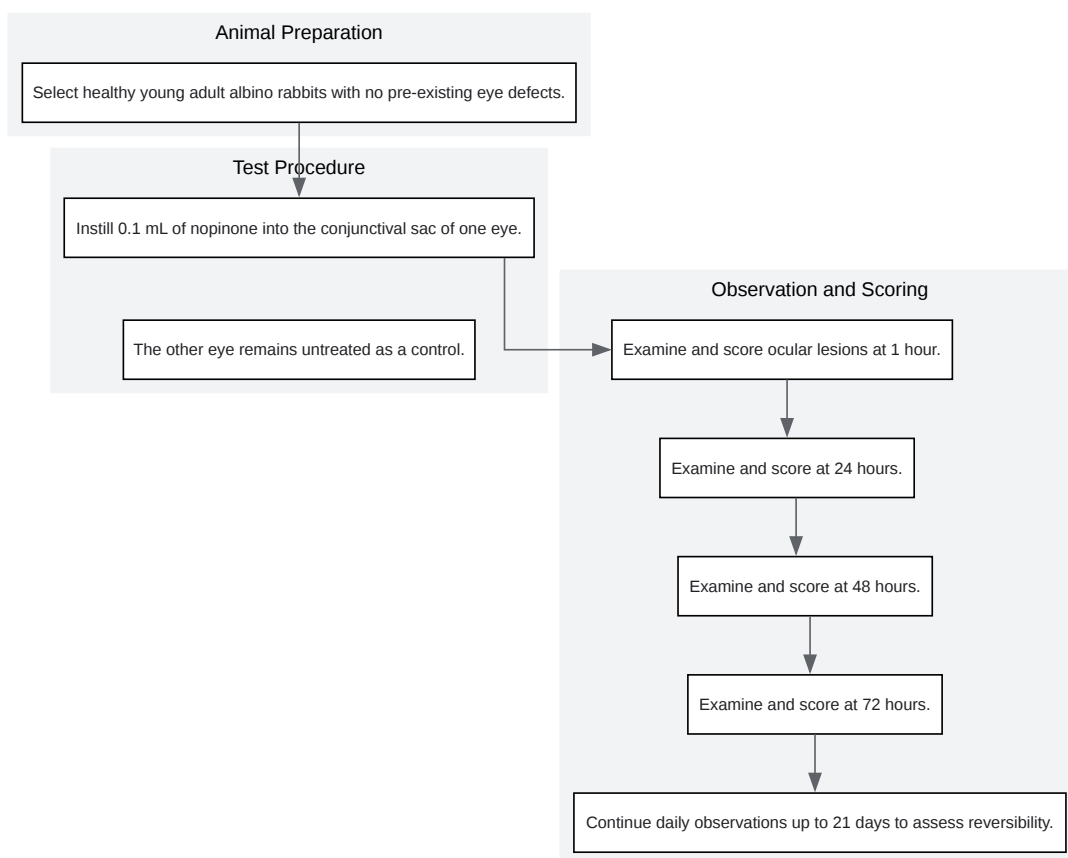 Animal Preparation
Select healthy young adult albino rabbits with no pre-existing eye defects.
Test Procedure
Instill 0.1 mL of nopinone into the conjunctival sac of one eye.
The other eye remains untreated as a control.
Observation and Scoring
Examine and score ocular lesions at 1 hour.
Examine and score at 24 hours.
Examine and score at 48 hours.
Examine and score at 72 hours.
Continue daily observations up to 21 days to assess reversibility.